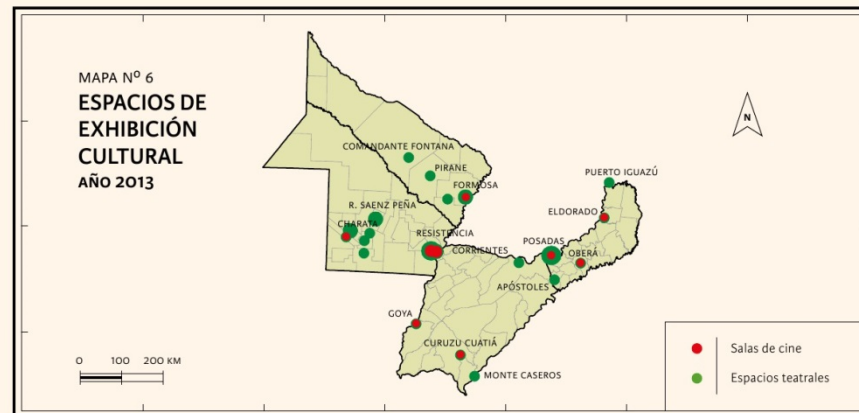 MAPA Nº 6
ESPACIOS DE
EXHIBICIÓN
CULTURAL
AÑO 2013
N
COMANDANTE FONTANA
PIRANE
FORMOSA
PUERTO IGUAZÚ
ELDORADO
R. SAENZ PEÑA
CHARATA
RESISTENCIA
CORRIENTES
POSADAS
OBERÁ
APÓSTOLES
GOYA
CURUZU CUATIÁ
MONTE CASEROS
0 100 200 KM
Salas de cine
Espacios teatrales